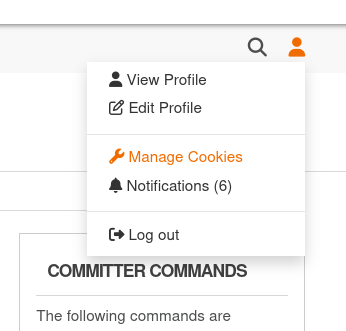 View Profile
Edit Profile
Manage Cookies
Notifications (6)
Log out
COMMITTER COMMANDS
The following commands are